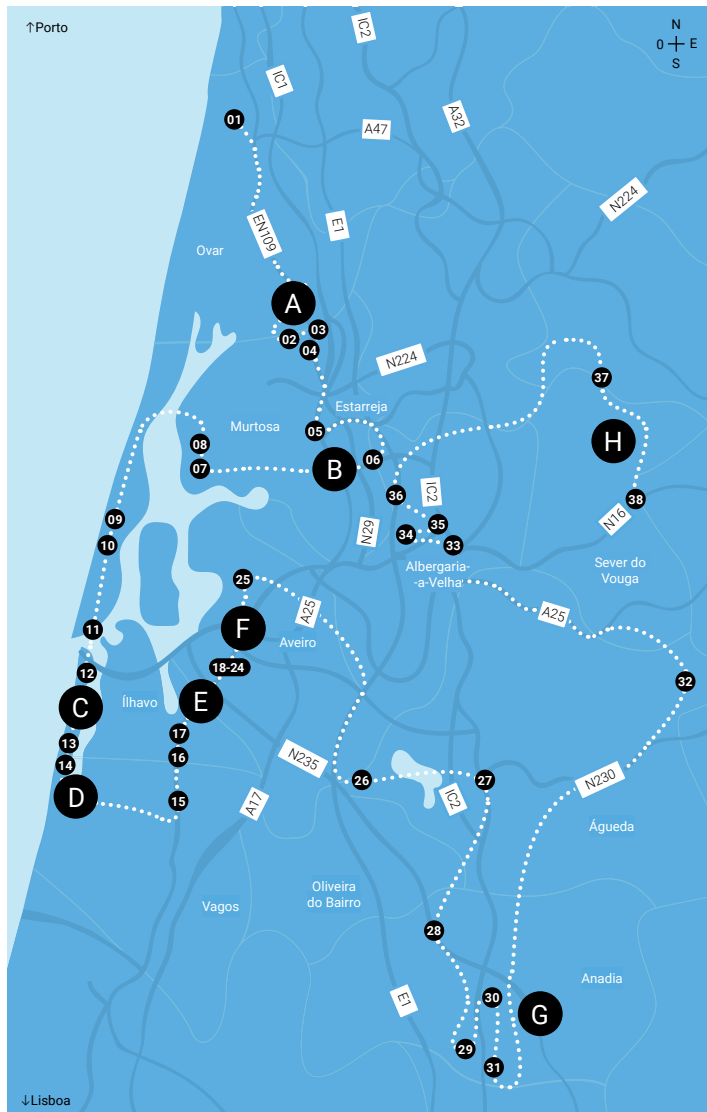 ↑Porto
IC2
N
0 E
S
IC1
01
A47
A32
N224
E1
EN109
Ovar
A
03
02
04
N224
37
Estarreja
Murtosa
05
08
H
07
B
06
36
IC2
38
09
35
N16
34
N29
33
10
Albergaria-
-a-Velha
Sever do
Vouga
25
A25
A25
11
F
Aveiro
18-24
12
32
C
Ílhavo
E
17
13
16
N235
14
26
27
N230
D
15
A17
IC2
Águeda
Oliveira
do Bairro
Vagos
28
Anadia
30
E1
G
29
31
↓Lisboa